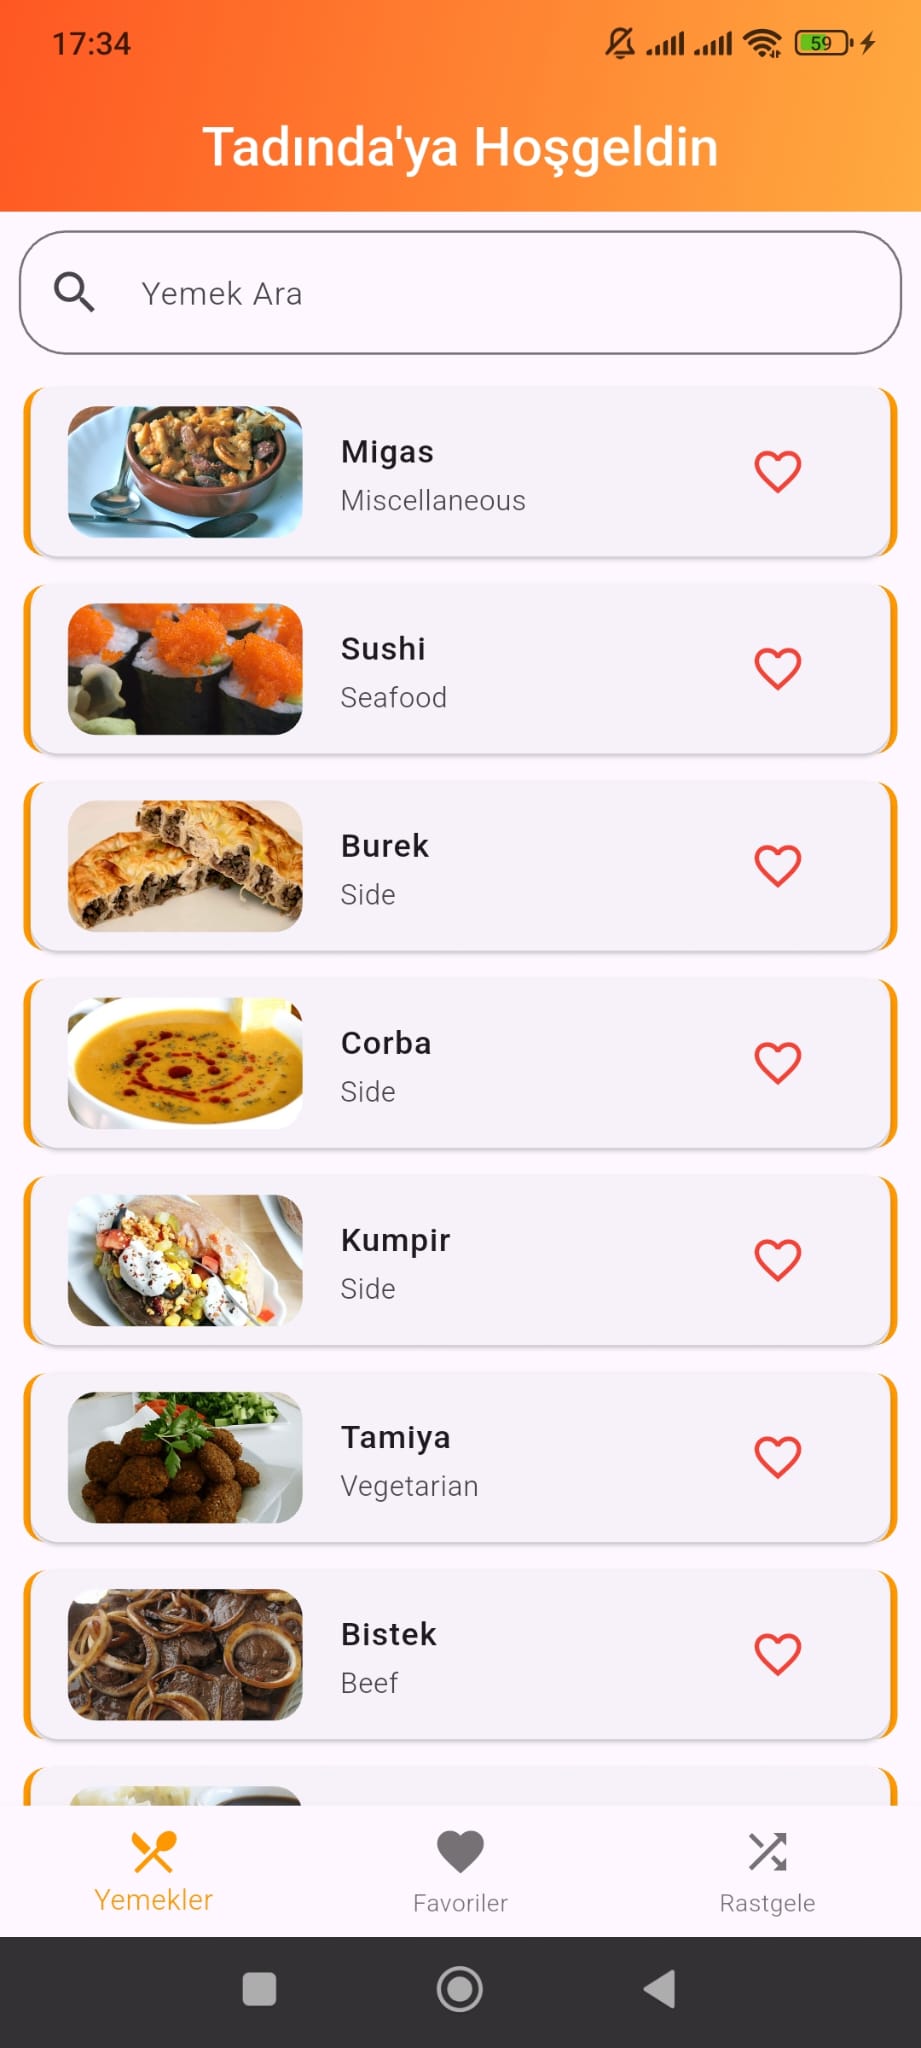 17:34
59
Tadında'ya Hoşgeldin
Yemek Ara
Migas
Miscellaneous
Sushi
Seafood
Burek
Side
Corba
Side
Kumpir
Side
Tamiya
Vegetarian
Bistek
Beef
Yemekler
Favoriler
Rastgele